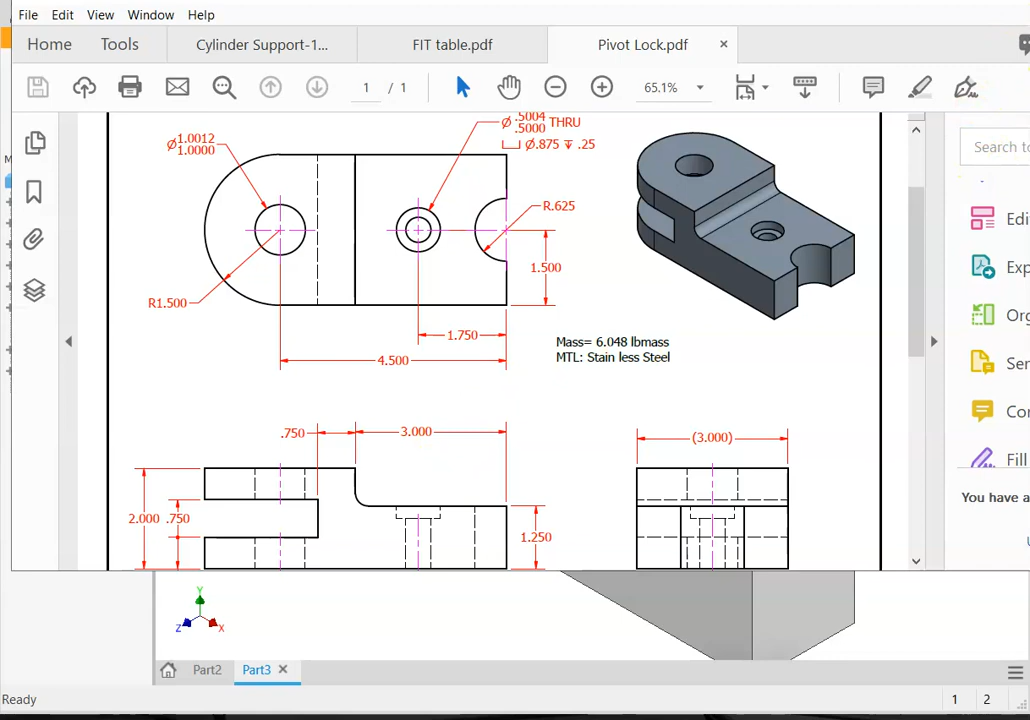 File Edit View Window Help
Home Tools Cylinder Support-1... FIT table.pdf Pivot Lock.pdf ×
1 / 1 65.1%
Search to
Ø1.0012
1.0000
Ø.5004 THRU
.5000
⌴ Ø.875 ↧ .25
R.625
1.500
R1.500
1.750
4.500
Mass= 6.048 lbmass
MTL: Stain less Steel
.750
3.000
(3.000)
2.000
.750
1.250
Edi
Exp
Org
Ser
Co
Fill
You have a
Y
Z
X
Part2 Part3 ×
Ready 1 2